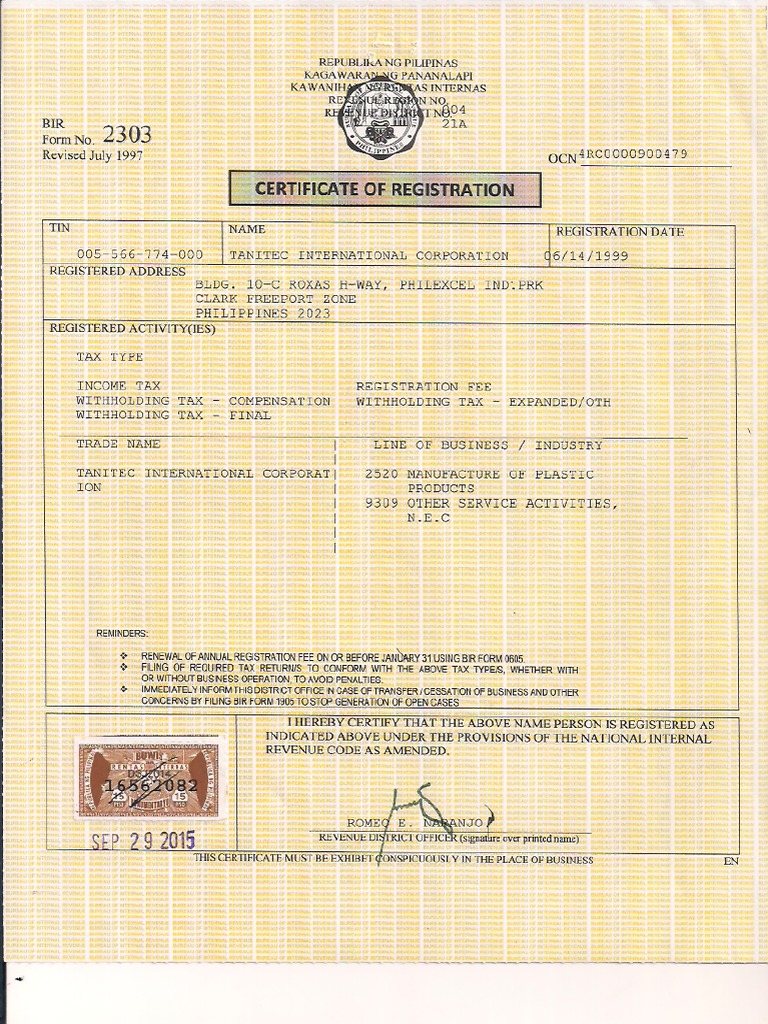 REPUBLIKA NG PILIPINAS
KAGAWARAN NG PANANALAPI
KAWANIHAN NG RENTAS INTERNAS
REVENUE REGION NO. 004
REVENUE DISTRICT NO. 21A
BIR
Form No. 2303
Revised July 1997
OCN 4RC0000900479
CERTIFICATE OF REGISTRATION
TIN NAME REGISTRATION DATE
005-566-774-000 TANITEC INTERNATIONAL CORPORATION 06/14/1999
REGISTERED ADDRESS
BLDG. 10-C ROXAS H-WAY, PHILEXCEL IND.PRK
CLARK FREEPORT ZONE
PHILIPPINES 2023
REGISTERED ACTIVITY(IES)
TAX TYPE
INCOME TAX REGISTRATION FEE
WITHHOLDING TAX - COMPENSATION WITHHOLDING TAX - EXPANDED/OTH
WITHHOLDING TAX - FINAL
TRADE NAME LINE OF BUSINESS / INDUSTRY
TANITEC INTERNATIONAL CORPORAT 2520 MANUFACTURE OF PLASTIC
ION PRODUCTS
9309 OTHER SERVICE ACTIVITIES,
N.E.C
REMINDERS:
RENEWAL OF ANNUAL REGISTRATION FEE ON OR BEFORE JANUARY 31 USING BIR FORM 0605.
FILING OF REQUIRED TAX RETURN/S TO CONFORM WITH THE ABOVE TAX TYPE/S, WHETHER WITH
OR WITHOUT BUSINESS OPERATION, TO AVOID PENALTIES.
IMMEDIATELY INFORM THIS DISTRICT OFFICE IN CASE OF TRANSFER / CESSATION OF BUSINESS AND OTHER
CONCERNS BY FILING BIR FORM 1905 TO STOP GENERATION OF OPEN CASES
I HEREBY CERTIFY THAT THE ABOVE NAME PERSON IS REGISTERED AS
INDICATED ABOVE UNDER THE PROVISIONS OF THE NATIONAL INTERNAL
REVENUE CODE AS AMENDED.
BUWIS
RENTAS INTERNAS
16562082
15 15
SEP 29 2015
ROMEO E. NARANJO
REVENUE DISTRICT OFFICER (signature over printed name)
THIS CERTIFICATE MUST BE EXHIBET CONSPICUOUSLY IN THE PLACE OF BUSINESS EN